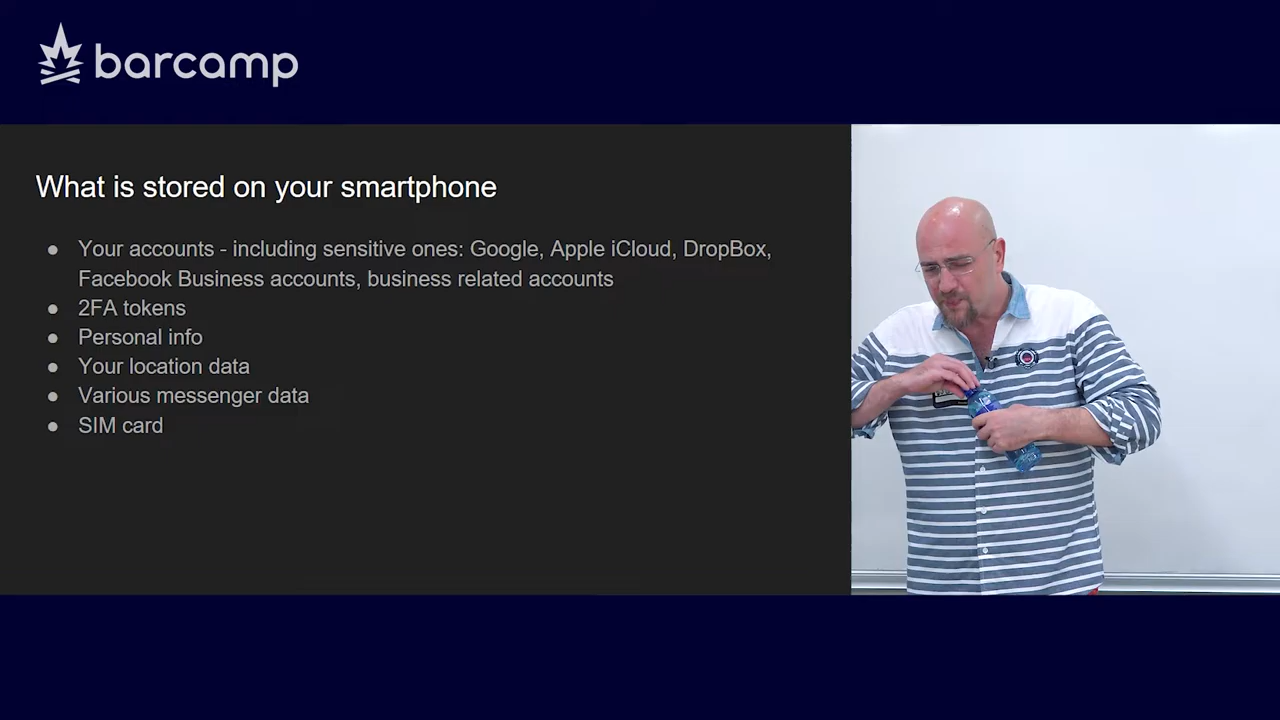 barcamp
What is stored on your smartphone
● Your accounts - including sensitive ones: Google, Apple iCloud, DropBox,
Facebook Business accounts, business related accounts
● 2FA tokens
● Personal info
● Your location data
● Various messenger data
● SIM card